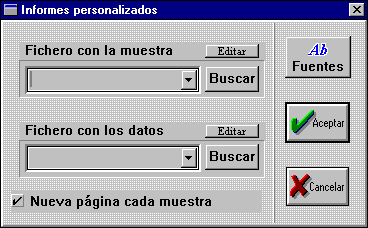 Informes personalizados
Fichero con la muestra Editar
Buscar
Fichero con los datos Editar
Buscar
Nueva página cada muestra
Ab
Fuentes
Aceptar
Cancelar